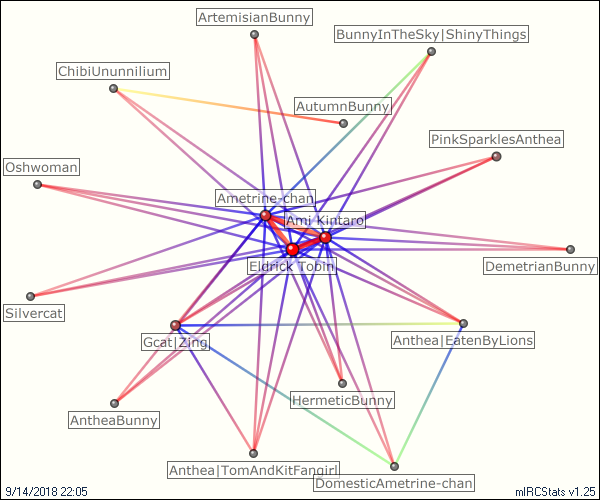 ArtemisianBunny
BunnyInTheSky|ShinyThings
ChibiUnunnilium
AutumnBunny
PinkSparklesAnthea
Oshwoman
Ametrine-chan
Ami Kintaro
Eldrick Tobin
DemetrianBunny
Silvercat
Gcat|Zing
Anthea|EatenByLions
HermeticBunny
AntheaBunny
Anthea|TomAndKitFangirl
DomesticAmetrine-chan
9/14/2018 22:05
mIRCStats v1.25